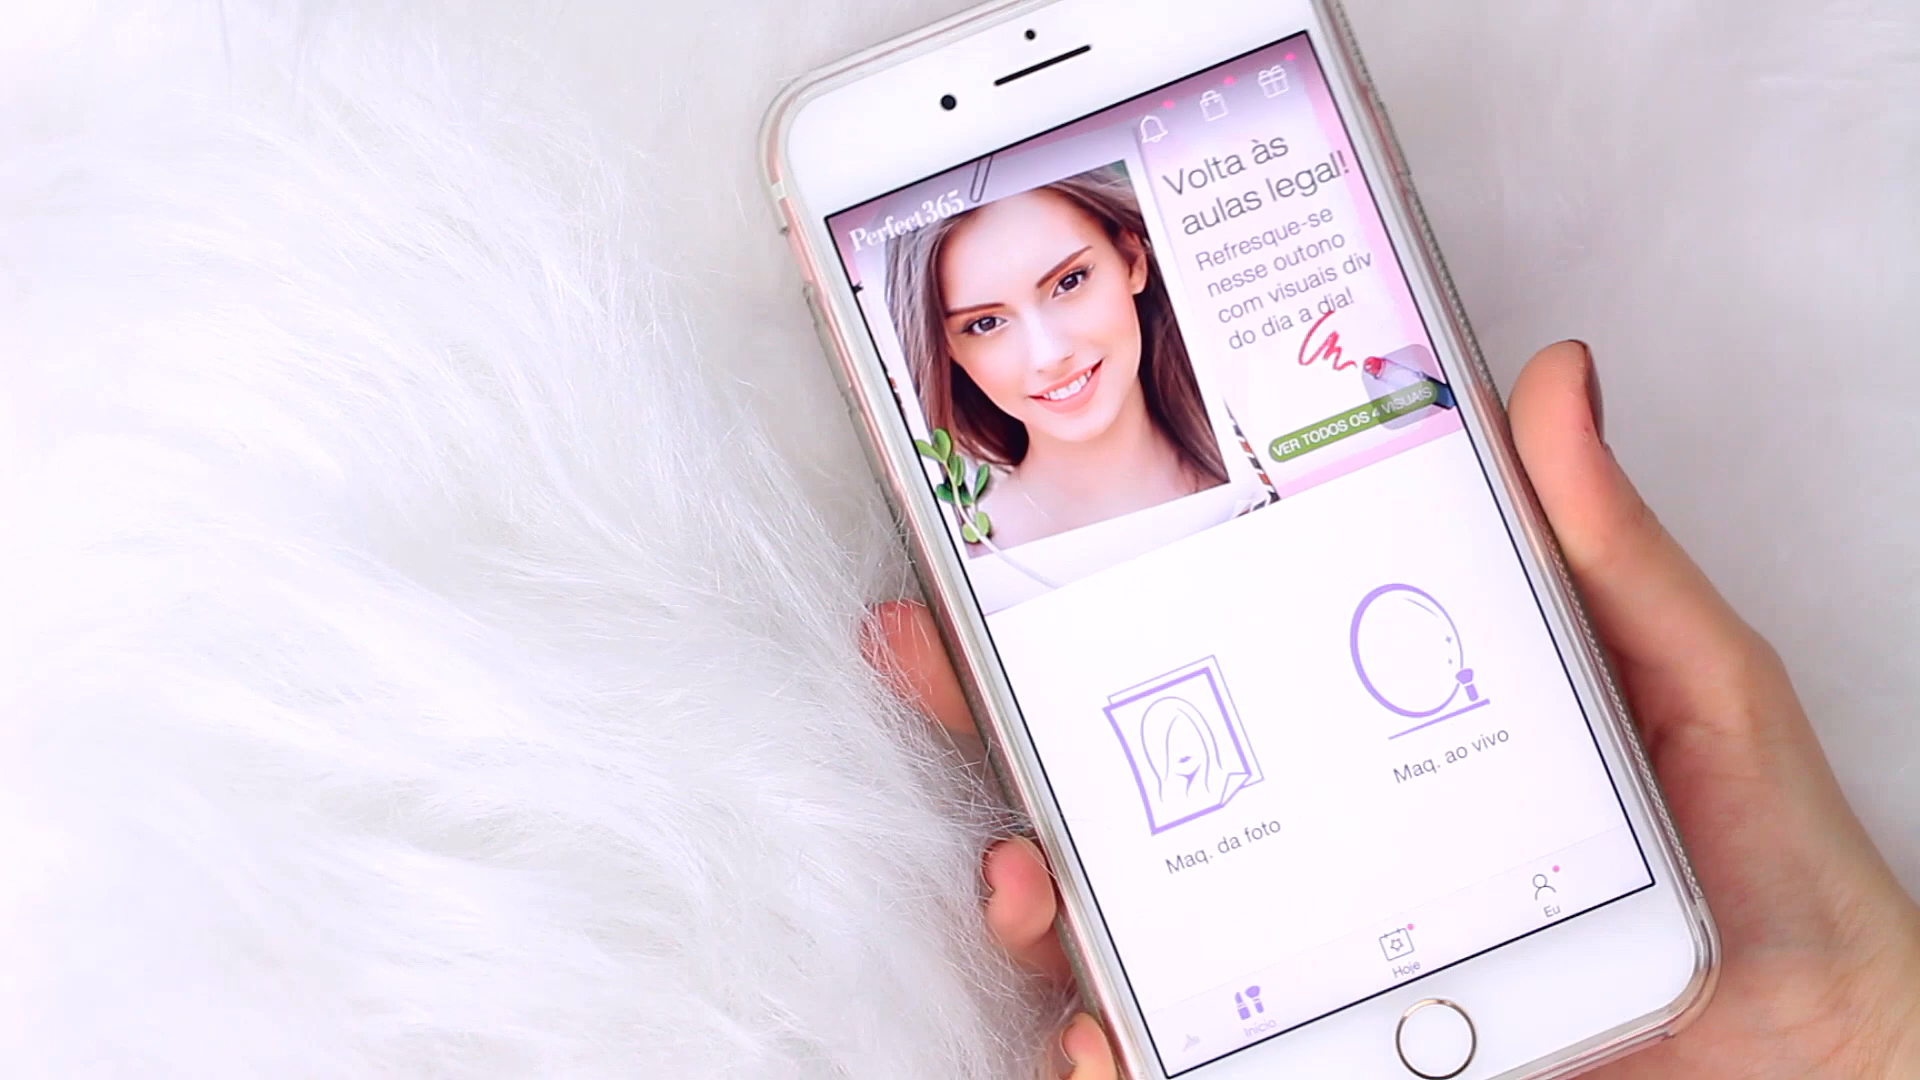 Perfect365
Volta às
aulas legal!
Refresque-se
nesse outono
com visuais div
do dia a dia!
VER TODOS OS 4 VISUAIS
Maq. da foto
Maq. ao vivo
Início
Hoje
Eu